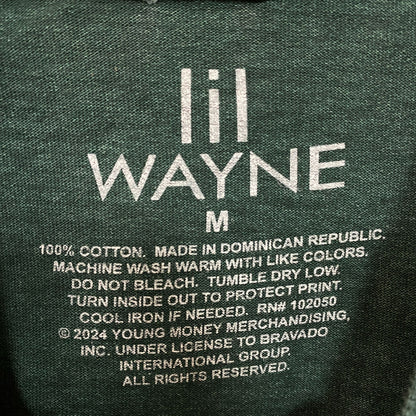 lil
WAYNE
M
100% COTTON. MADE IN DOMINICAN REPUBLIC.
MACHINE WASH WARM WITH LIKE COLORS.
DO NOT BLEACH. TUMBLE DRY LOW.
TURN INSIDE OUT TO PROTECT PRINT.
COOL IRON IF NEEDED. RN# 102050
© 2024 YOUNG MONEY MERCHANDISING,
INC. UNDER LICENSE TO BRAVADO
INTERNATIONAL GROUP.
ALL RIGHTS RESERVED.